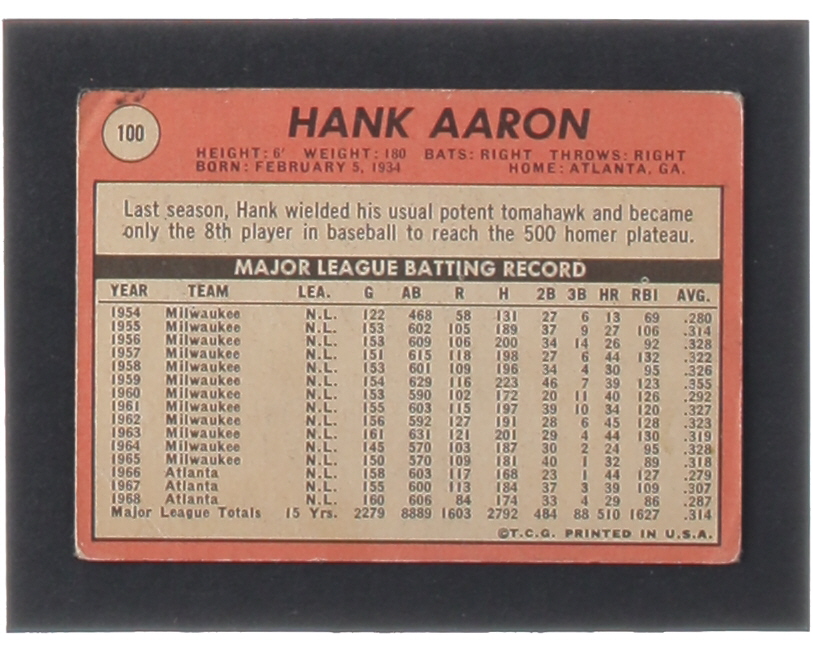 100
HANK AARON
HEIGHT: 6' WEIGHT: 180 BATS: RIGHT THROWS: RIGHT
BORN: FEBRUARY 5, 1934 HOME: ATLANTA, GA.
Last season, Hank wielded his usual potent tomahawk and became
only the 8th player in baseball to reach the 500 homer plateau.
MAJOR LEAGUE BATTING RECORD
YEAR TEAM LEA. G AB R H 2B 3B HR RBI AVG.
1954 Milwaukee N.L. 122 468 58 131 27 6 13 69 .280
1955 Milwaukee N.L. 153 602 105 189 37 9 27 106 .314
1956 Milwaukee N.L. 153 609 106 200 34 14 26 92 .328
1957 Milwaukee N.L. 151 615 118 198 27 6 44 132 .322
1958 Milwaukee N.L. 153 601 109 196 34 4 30 95 .326
1959 Milwaukee N.L. 154 629 116 223 46 7 39 123 .355
1960 Milwaukee N.L. 153 590 102 172 20 11 40 126 .292
1961 Milwaukee N.L. 155 603 115 197 39 10 34 120 .327
1962 Milwaukee N.L. 156 592 127 191 28 6 45 128 .323
1963 Milwaukee N.L. 161 631 121 201 29 4 44 130 .319
1964 Milwaukee N.L. 145 570 103 187 30 2 24 95 .328
1965 Milwaukee N.L. 150 570 109 181 40 1 32 89 .318
1966 Atlanta N.L. 158 603 117 168 23 1 44 127 .279
1967 Atlanta N.L. 155 600 113 184 37 3 39 109 .307
1968 Atlanta N.L. 160 606 84 174 33 4 29 86 .287
Major League Totals 15 Yrs. 2279 8889 1603 2792 484 88 510 1627 .314
©T.C.G. PRINTED IN U.S.A.